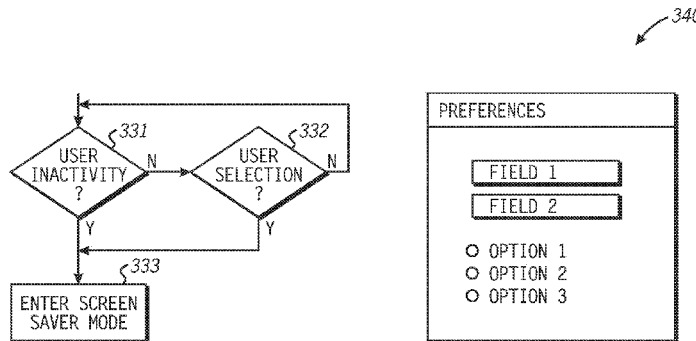 340
331
USER
INACTIVITY
?
N
Y
332
USER
SELECTION
?
N
Y
333
ENTER SCREEN
SAVER MODE
PREFERENCES
FIELD 1
FIELD 2
OPTION 1
OPTION 2
OPTION 3